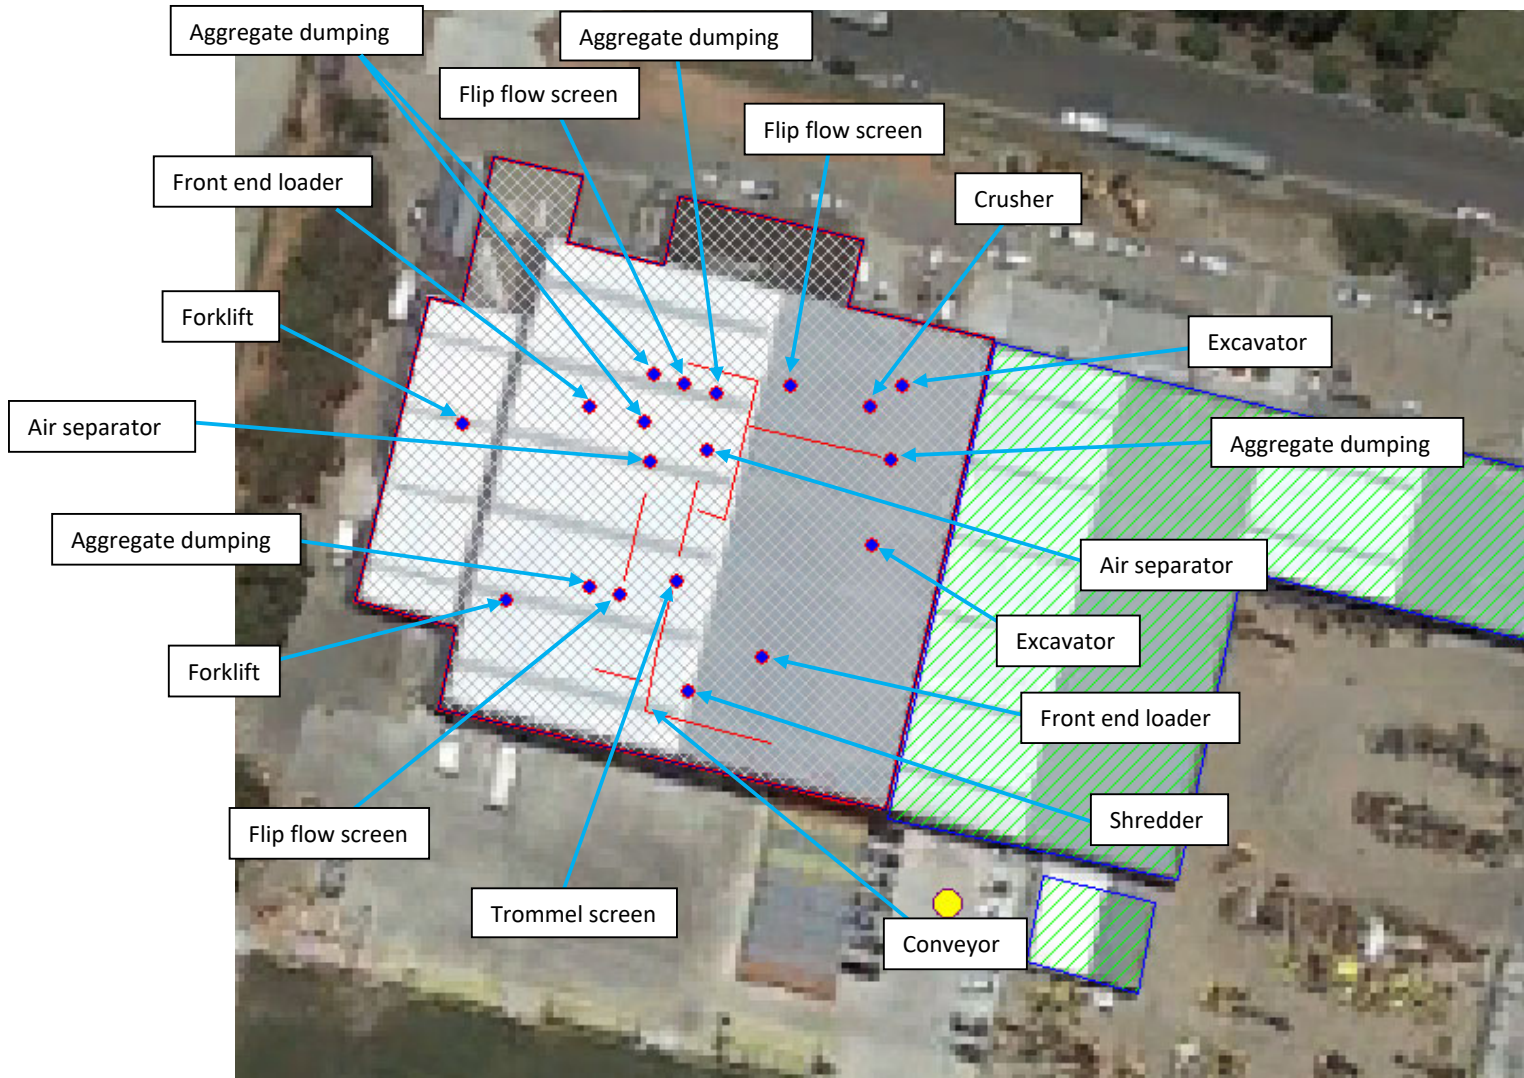 Aggregate dumping
Aggregate dumping
Flip flow screen
Flip flow screen
Front end loader
Crusher
Forklift
Excavator
Air separator
Aggregate dumping
Aggregate dumping
Air separator
Excavator
Forklift
Front end loader
Shredder
Flip flow screen
Trommel screen
Conveyor